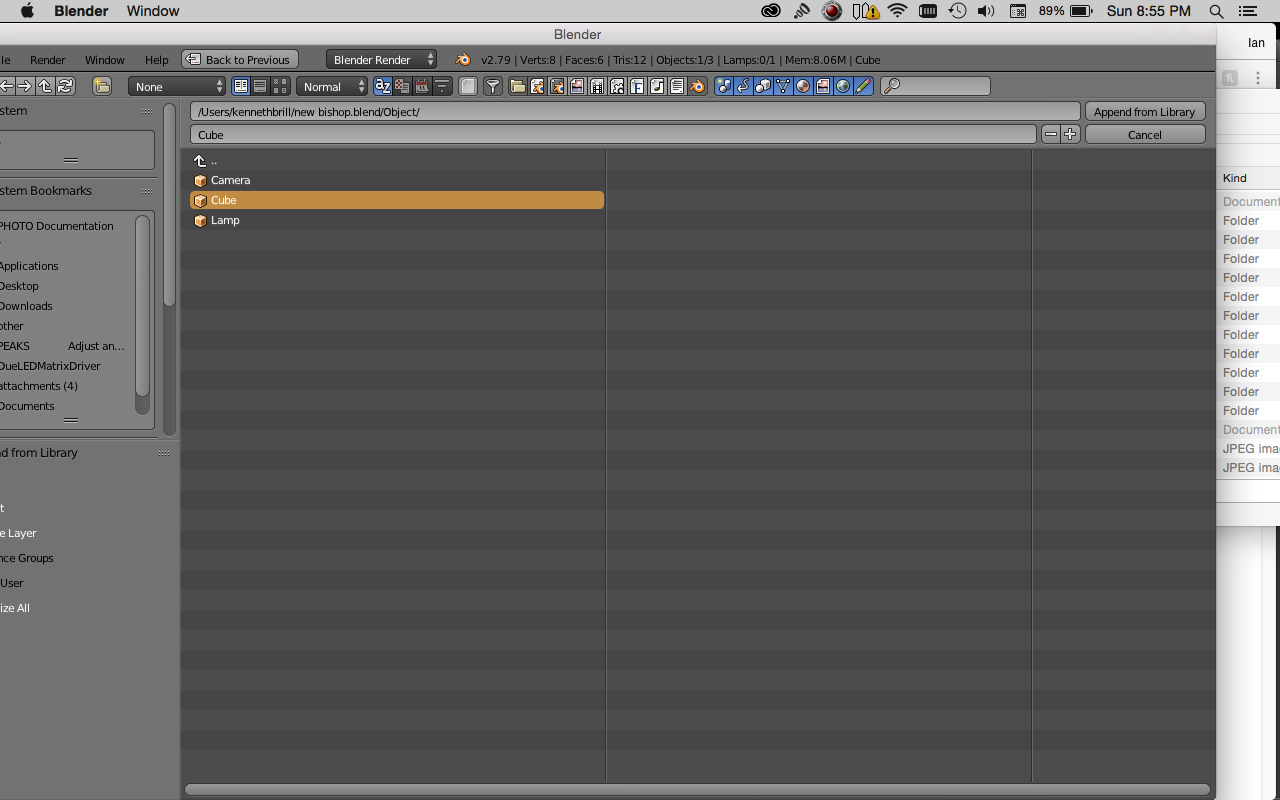 Blender Window 89% Sun 8:55 PM
Blender
Ian
le Render Window Help Back to Previous Blender Render v2.79 | Verts:8 | Faces:6 | Tris:12 | Objects:1/3 | Lamps:0/1 | Mem:8.06M | Cube
None Normal
stem
/Users/kennethbrill/new bishop.blend/Object/ Append from Library
Cube Cancel
..
Camera
Cube
Lamp
stem Bookmarks
PHOTO Documentation
Applications
Desktop
Downloads
other
PEAKS Adjust an...
DueLEDMatrixDriver
attachments (4)
Documents
d from Library
t
e Layer
nce Groups
User
ize All
Kind
Document
Folder
Folder
Folder
Folder
Folder
Folder
Folder
Folder
Folder
Folder
Folder
Document
JPEG ima
JPEG ima